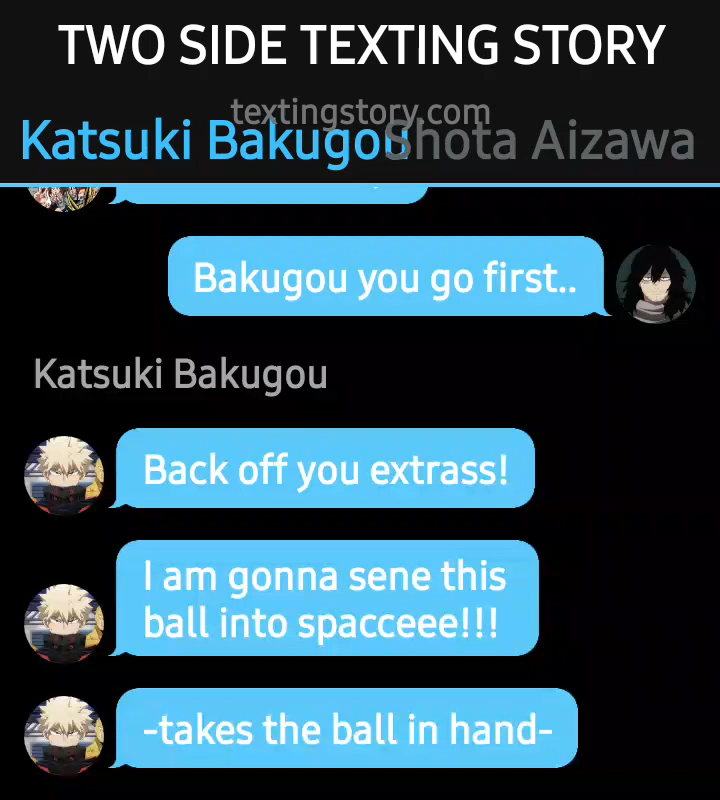 TWO SIDE TEXTING STORY
textingstory.com
Katsuki Bakugou
Shota Aizawa
Bakugou you go first..
Katsuki Bakugou
Back off you extrass!
I am gonna sene this
ball into spacceee!!!
-takes the ball in hand-